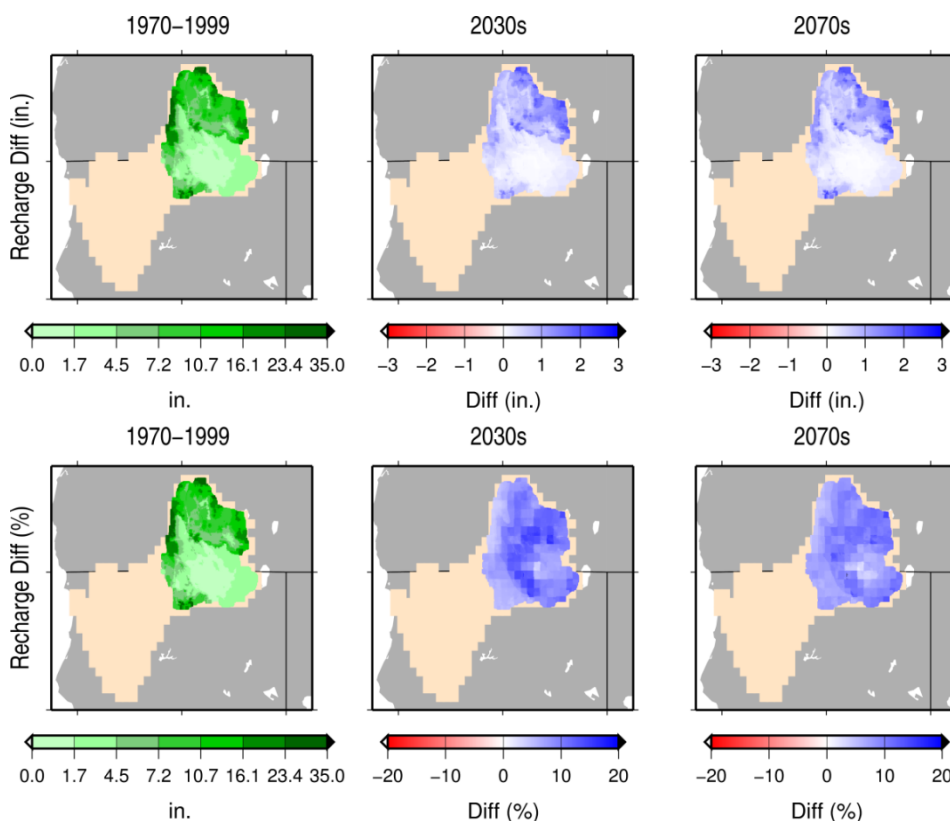 1970−1999
2030s
2070s
Recharge Diff (in.)
0.0 1.7 4.5 7.2 10.7 16.1 23.4 35.0
−3 −2 −1 0 1 2 3
−3 −2 −1 0 1 2 3
in.
Diff (in.)
Diff (in.)
1970−1999
2030s
2070s
Recharge Diff (%)
0.0 1.7 4.5 7.2 10.7 16.1 23.4 35.0
−20 −10 0 10 20
−20 −10 0 10 20
in.
Diff (%)
Diff (%)